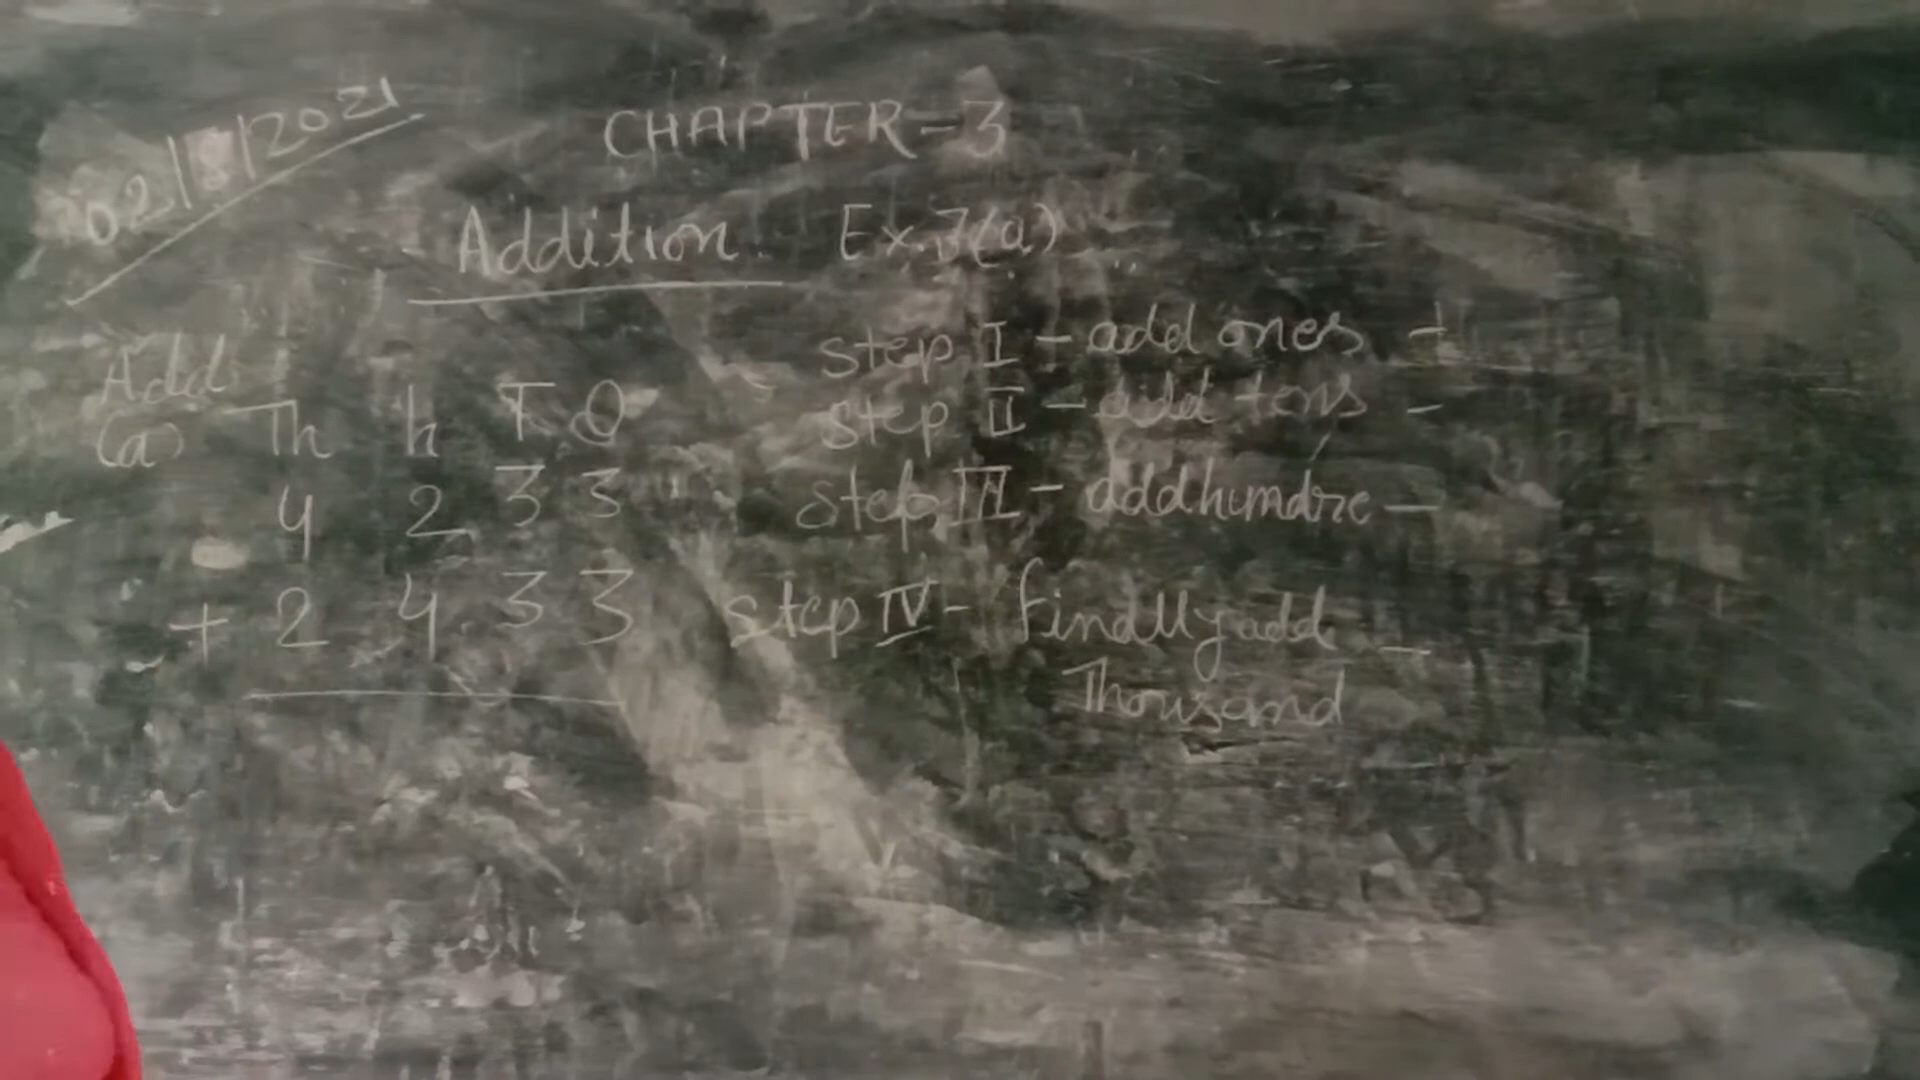 02/8/2021
CHAPTER-3
Addition Ex.7(a)
Add
step I - add ones -
(a) Th h T O
step II - add tens -
4 2 3 3
step III - add hundre -
+ 2 4 3 3
step IV - Finally add -
Thousand